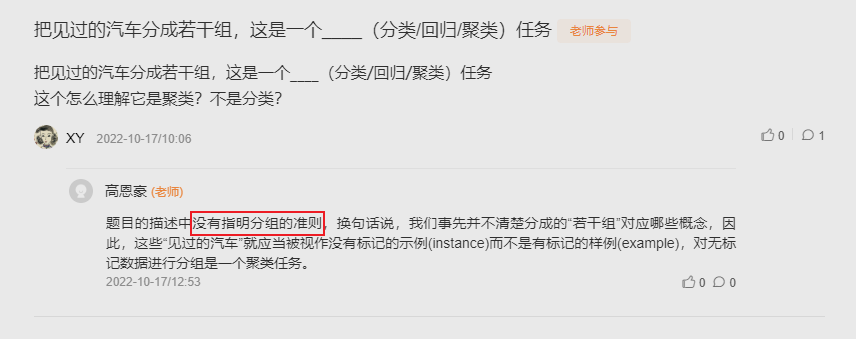 把见过的汽车分成若干组，这是一个_____（分类/回归/聚类）任务 老师参与
把见过的汽车分成若干组，这是一个____（分类/回归/聚类）任务
这个怎么理解它是聚类？不是分类？
XY 2022-10-17/10:06 0 1
高恩豪 (老师)
题目的描述中没有指明分组的准则，换句话说，我们事先并不清楚分成的“若干组”对应哪些概念，因
此，这些“见过的汽车”就应当被视作没有标记的示例(instance)而不是有标记的样例(example)，对无标
记数据进行分组是一个聚类任务。
2022-10-17/12:53 0 0